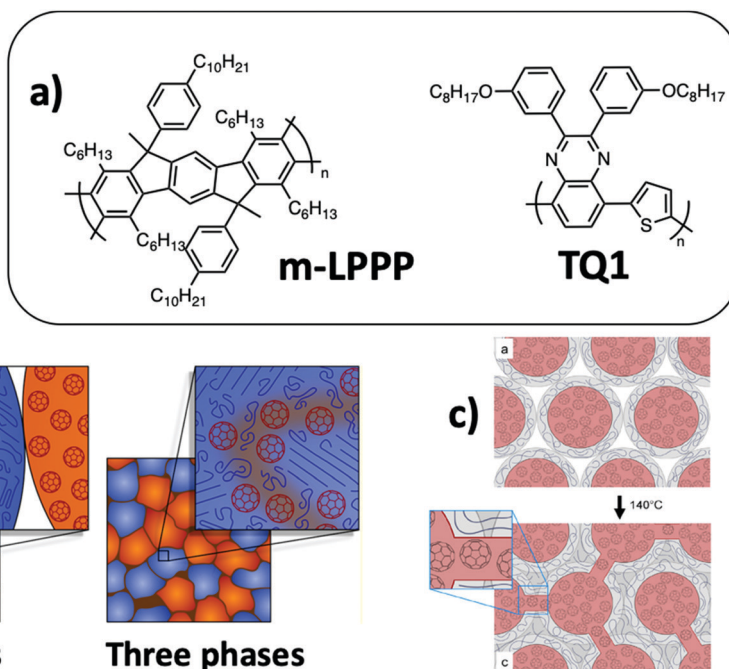 a)
C10H21
C6H13
C6H13
n
C6H13
C6H13
C10H21
m-LPPP
C8H17O
OC8H17
N
N
S
n
TQ1
c)
a
140°C
c
s
Three phases